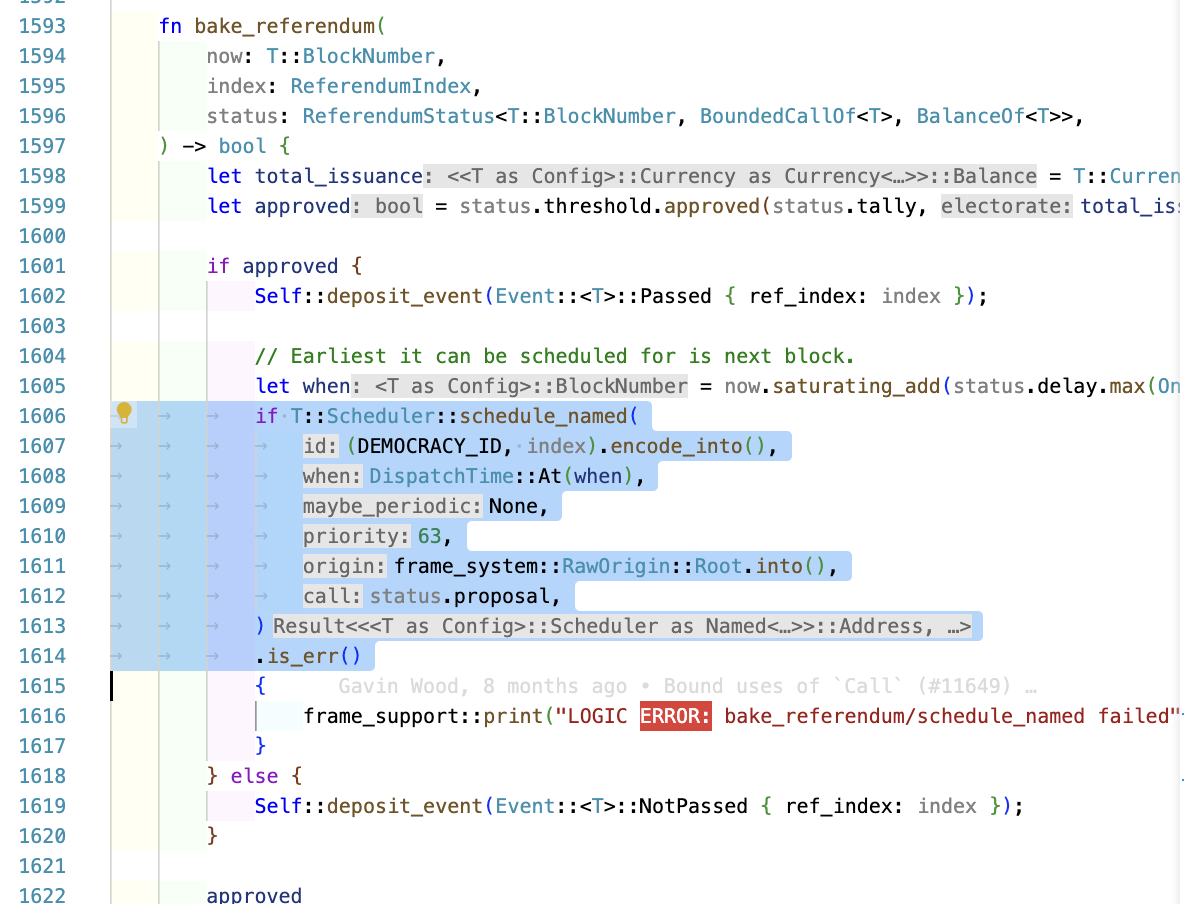 1593 fn bake_referendum(
1594 now: T::BlockNumber,
1595 index: ReferendumIndex,
1596 status: ReferendumStatus<T::BlockNumber, BoundedCallOf<T>, BalanceOf<T>>,
1597 ) -> bool {
1598 let total_issuance: <<T as Config>::Currency as Currency<…>>::Balance = T::Curren
1599 let approved: bool = status.threshold.approved(status.tally, electorate: total_is
1600
1601 if approved {
1602 Self::deposit_event(Event::<T>::Passed { ref_index: index });
1603
1604 // Earliest it can be scheduled for is next block.
1605 let when: <T as Config>::BlockNumber = now.saturating_add(status.delay.max(On
1606 if T::Scheduler::schedule_named(
1607 id: (DEMOCRACY_ID, index).encode_into(),
1608 when: DispatchTime::At(when),
1609 maybe_periodic: None,
1610 priority: 63,
1611 origin: frame_system::RawOrigin::Root.into(),
1612 call: status.proposal,
1613 ) Result<<<T as Config>::Scheduler as Named<…>>::Address, …>
1614 .is_err()
1615 { Gavin Wood, 8 months ago • Bound uses of `Call` (#11649) …
1616 frame_support::print("LOGIC ERROR: bake_referendum/schedule_named failed"
1617 }
1618 } else {
1619 Self::deposit_event(Event::<T>::NotPassed { ref_index: index });
1620 }
1621
1622 approved